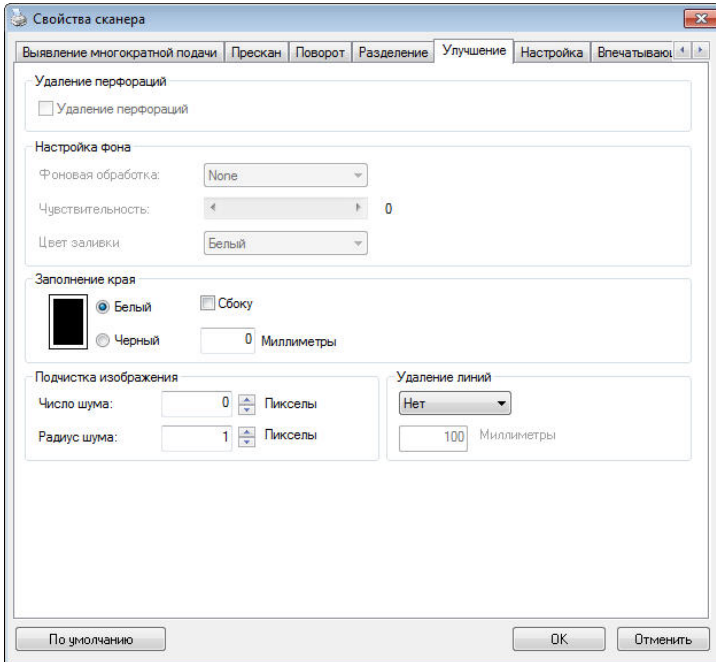 Свойства сканера
Выявление многократной подачи Прескан Поворот Разделение Улучшение Настройка Впечатываю
Удаление перфораций
Удаление перфораций
Настройка фона
Фоновая обработка: None
Чувствительность: 0
Цвет заливки Белый
Заполнение края
Белый Сбоку
Черный 0 Миллиметры
Подчистка изображения Удаление линий
Число шума: 0 Пикселы Нет
Радиус шума: 1 Пикселы 100 Миллиметры
По умолчанию OK Отменить